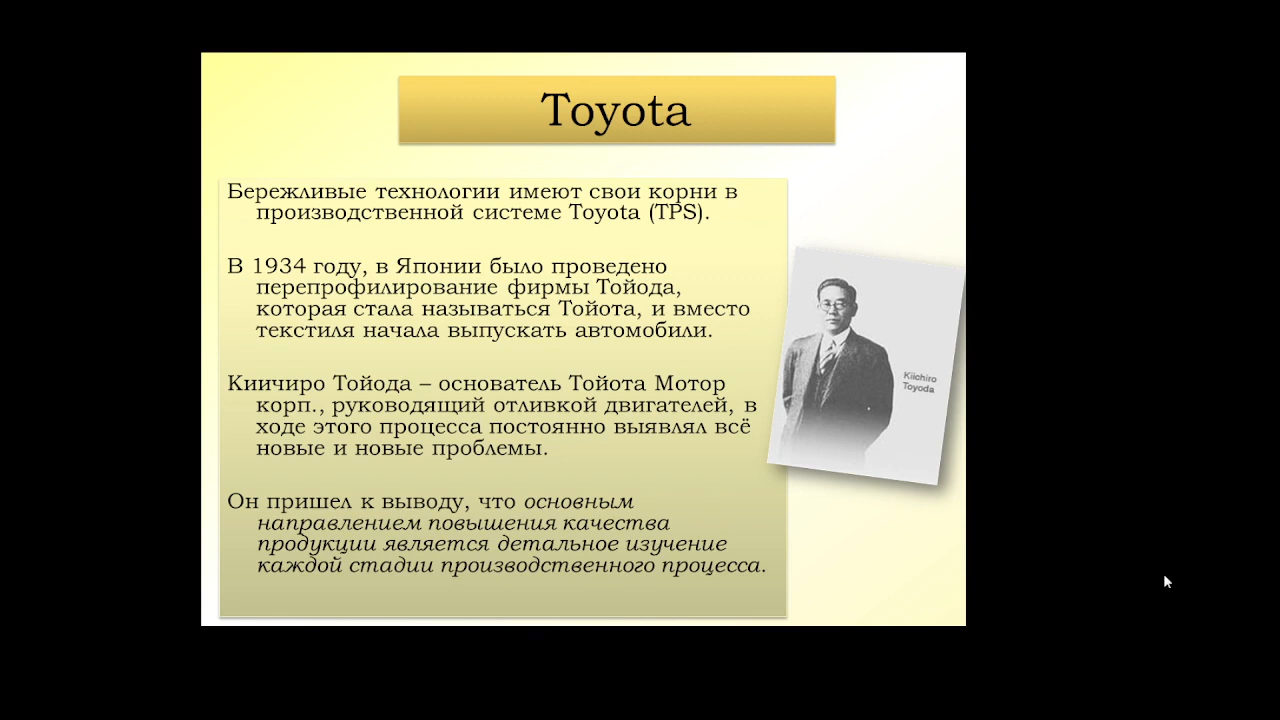 Toyota
Бережливые технологии имеют свои корни в
производственной системе Toyota (TPS).
В 1934 году, в Японии было проведено
перепрофилирование фирмы Тойода,
которая стала называться Тойота, и вместо
текстиля начала выпускать автомобили.
Киичиро Тойода – основатель Тойота Мотор
корп., руководящий отливкой двигателей, в
ходе этого процесса постоянно выявлял всё
новые и новые проблемы.
Он пришел к выводу, что основным
направлением повышения качества
продукции является детальное изучение
каждой стадии производственного процесса.
Kiichiro
Toyoda